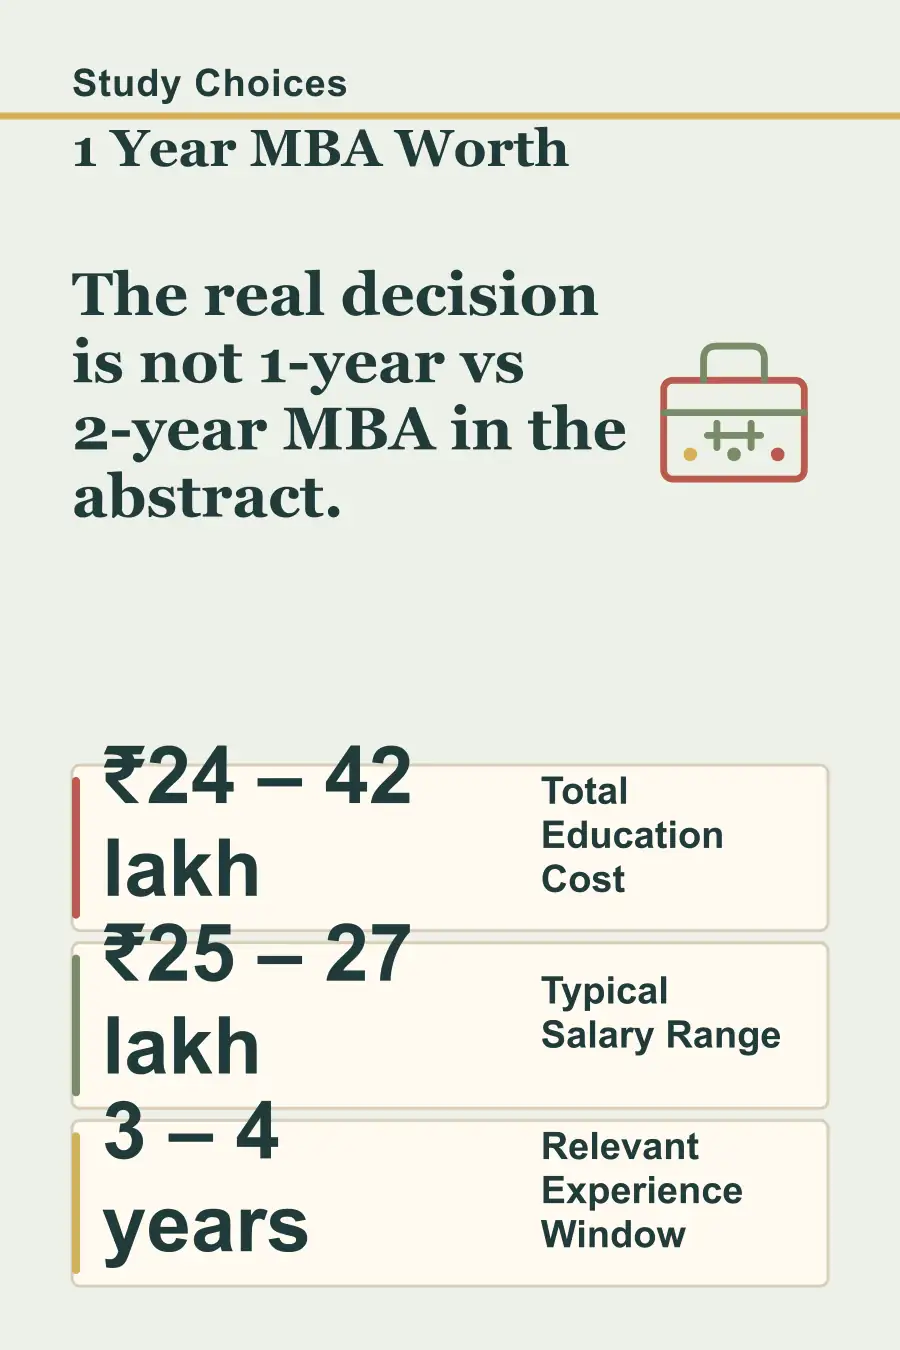 Study Choices
1 Year MBA Worth
The real decision
is not 1-year vs
2-year MBA in the
abstract.
₹24 – 42
lakh
Total
Education
Cost
₹25 – 27
lakh
Typical
Salary Range
3 – 4
years
Relevant
Experience
Window